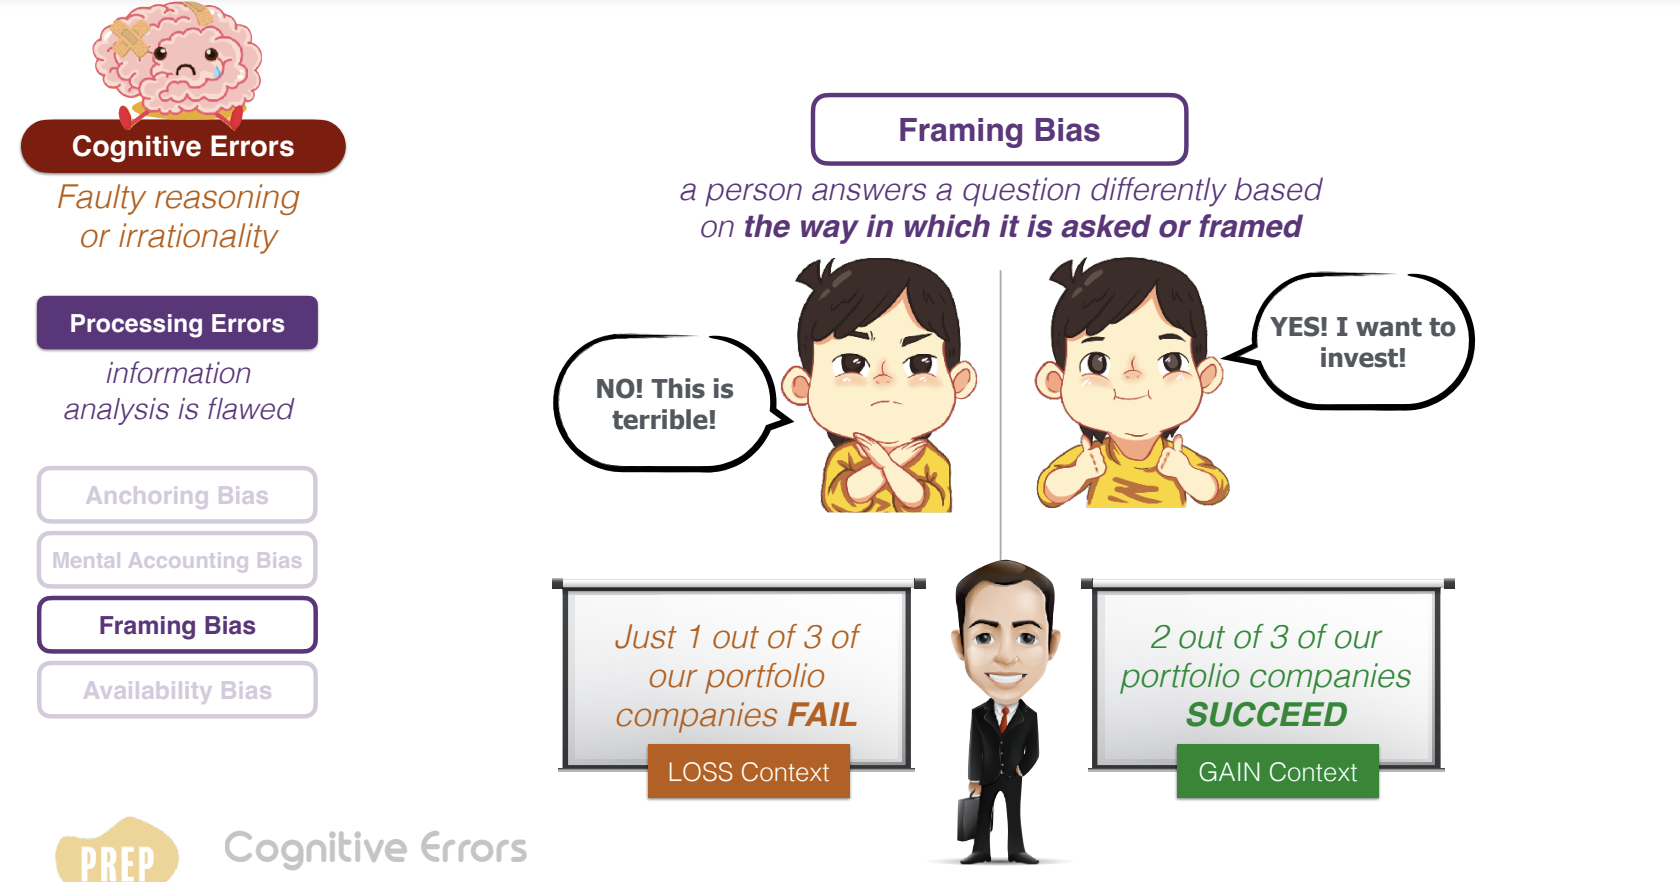 Cognitive Errors
Faulty reasoning
or irrationality
Processing Errors
information
analysis is flawed
Anchoring Bias
Mental Accounting Bias
Framing Bias
Availability Bias
Framing Bias
a person answers a question differently based
on the way in which it is asked or framed
NO! This is
terrible!
YES! I want to
invest!
Just 1 out of 3 of
our portfolio
companies FAIL
LOSS Context
2 out of 3 of our
portfolio companies
SUCCEED
GAIN Context
PREP
Cognitive Errors